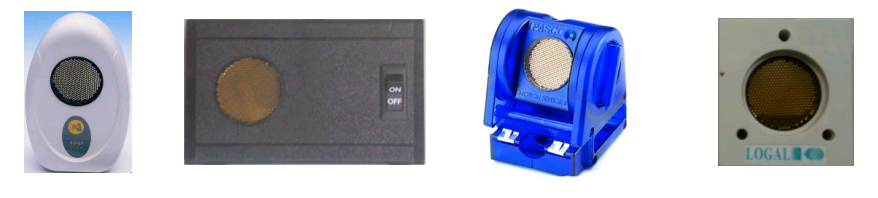 ON
OFF
PASCO
MOTION SENSOR
LOGAL